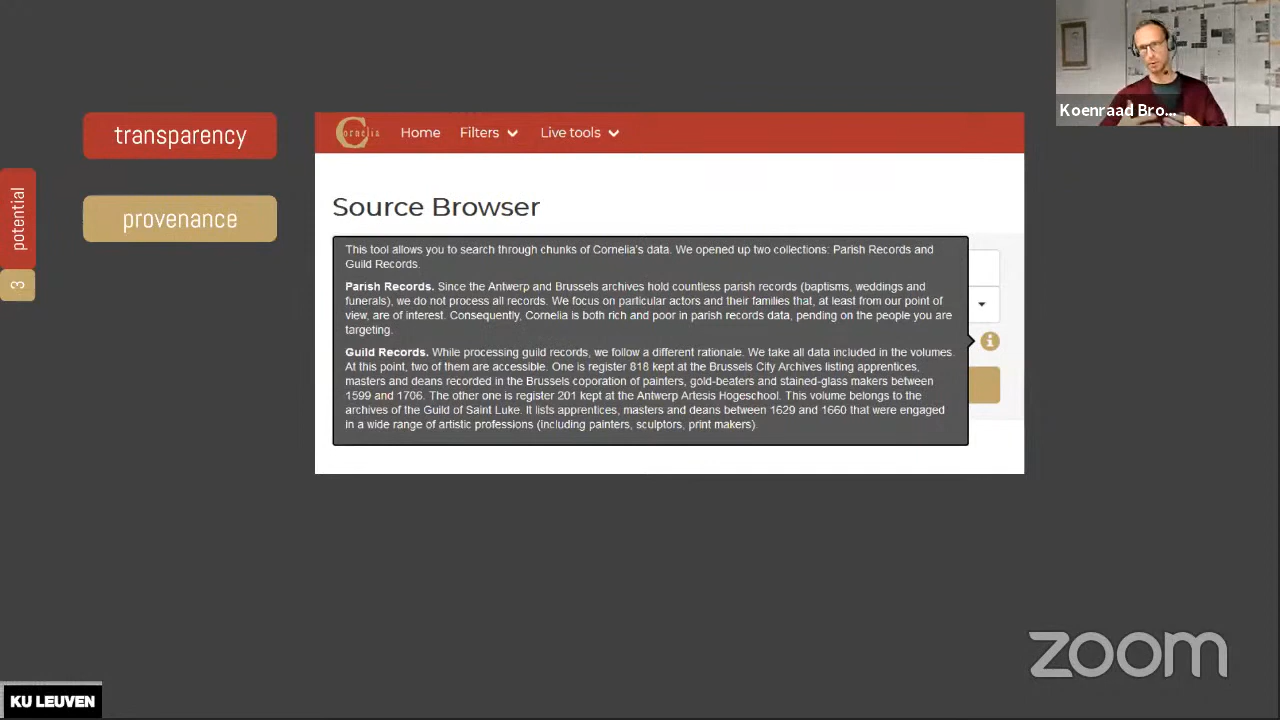 transparency
provenance
potential
3
Cornelia
Home
Filters
Live tools
Source Browser
This tool allows you to search through chunks of Cornelia's data. We opened up two collections: Parish Records and
Guild Records.
Parish Records. Since the Antwerp and Brussels archives hold countless parish records (baptisms, weddings and
funerals), we do not process all records. We focus on particular actors and their families that, at least from our point of
view, are of interest. Consequently, Cornelia is both rich and poor in parish records data, pending on the people you are
targeting.
Guild Records. While processing guild records, we follow a different rationale. We take all data included in the volumes.
At this point, two of them are accessible. One is register 818 kept at the Brussels City Archives listing apprentices,
masters and deans recorded in the Brussels coporation of painters, gold-beaters and stained-glass makers between
1599 and 1706. The other one is register 201 kept at the Antwerp Artesis Hogeschool. This volume belongs to the
archives of the Guild of Saint Luke. It lists apprentices, masters and deans between 1629 and 1660 that were engaged
in a wide range of artistic professions (including painters, sculptors, print makers).
Koenraad Bro...
zoom
KU LEUVEN